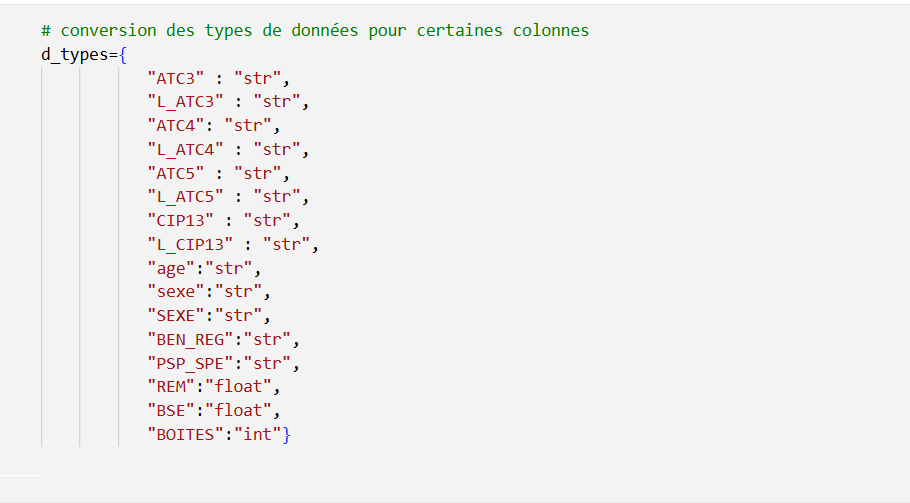 # conversion des types de données pour certaines colonnes
d_types={
"ATC3" : "str",
"L_ATC3" : "str",
"ATC4": "str",
"L_ATC4" : "str",
"ATC5" : "str",
"L_ATC5" : "str",
"CIP13" : "str",
"L_CIP13" : "str",
"age":"str",
"sexe":"str",
"SEXE":"str",
"BEN_REG":"str",
"PSP_SPE":"str",
"REM":"float",
"BSE":"float",
"BOITES":"int"}